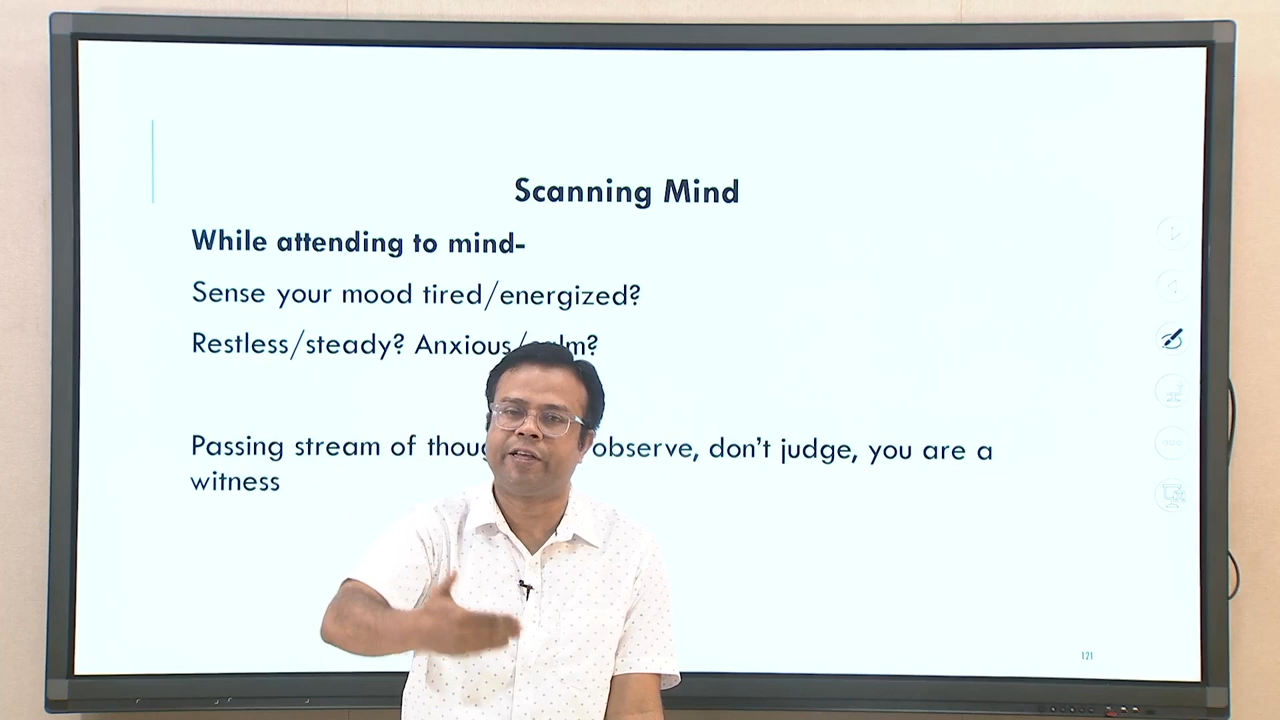 Scanning Mind
While attending to mind-
Sense your mood tired/energized?
Restless/steady? Anxious/ lm?
Passing stream of observe, don't judge, you are a
witness
121